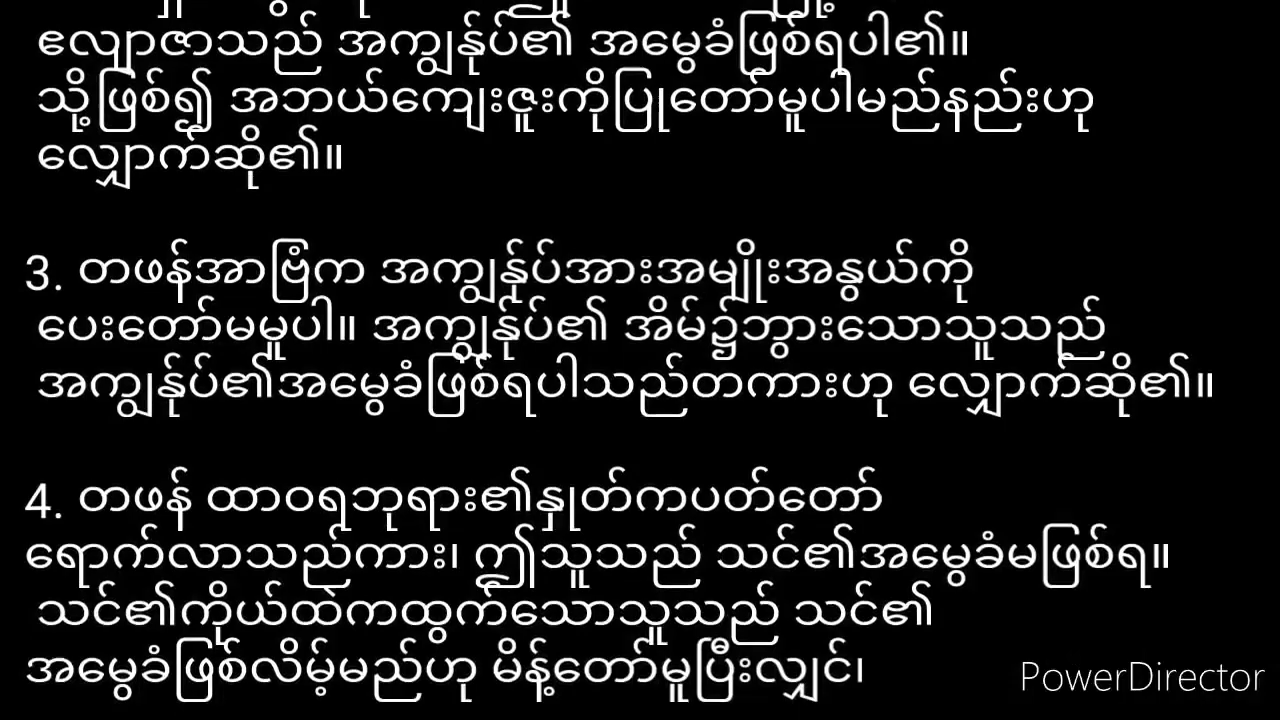 ဧလျာဇာသည် အကျွန်ုပ်၏ အမွေခံဖြစ်ရပါ၏။
သို့ဖြစ်၍ အဘယ်ကျေးဇူးကိုပြုတော်မူပါမည်နည်းဟု
လျှောက်ဆို၏။
3. တဖန်အာဗြံက အကျွန်ုပ်အားအမျိုးအနွယ်ကို
ပေးတော်မမူပါ။ အကျွန်ုပ်၏ အိမ်၌ဘွားသောသူသည်
အကျွန်ုပ်၏အမွေခံဖြစ်ရပါသည်တကားဟု လျှောက်ဆို၏။
4. တဖန် ထာဝရဘုရား၏နှုတ်ကပတ်တော်
ရောက်လာသည်ကား၊ ဤသူသည် သင်၏အမွေခံမဖြစ်ရ။
သင်၏ကိုယ်ထဲကထွက်သောသူသည် သင်၏
အမွေခံဖြစ်လိမ့်မည်ဟု မိန့်တော်မူပြီးလျှင်၊
PowerDirector